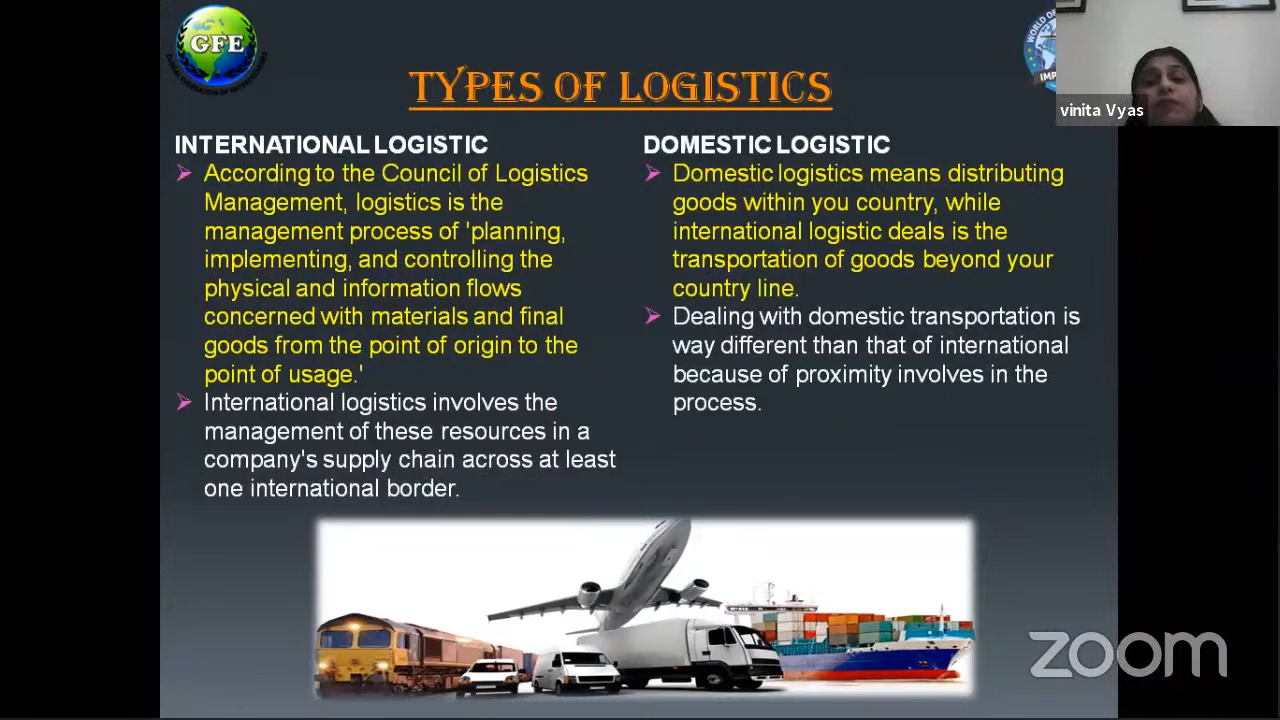 GFE
TYPES OF LOGISTICS
WORLD OF
IMP
vinita Vyas
INTERNATIONAL LOGISTIC
According to the Council of Logistics
Management, logistics is the
management process of 'planning,
implementing, and controlling the
physical and information flows
concerned with materials and final
goods from the point of origin to the
point of usage.'
International logistics involves the
management of these resources in a
company's supply chain across at least
one international border.
DOMESTIC LOGISTIC
Domestic logistics means distributing
goods within you country, while
international logistic deals is the
transportation of goods beyond your
country line.
Dealing with domestic transportation is
way different than that of international
because of proximity involves in the
process.
zoom